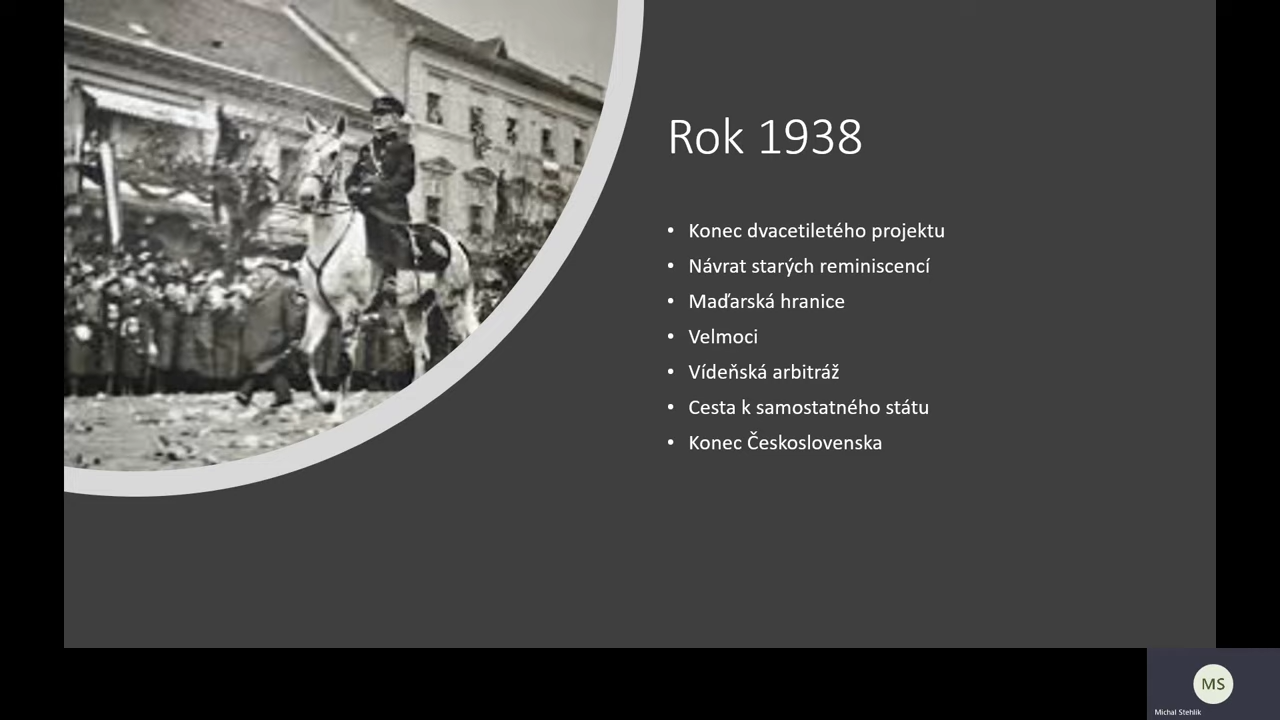 Rok 1938
• Konec dvacetiletého projektu
• Návrat starých reminiscencí
• Maďarská hranice
• Velmoci
• Vídeňská arbitráž
• Cesta k samostatného státu
• Konec Československa
MS
Michal Stehlík